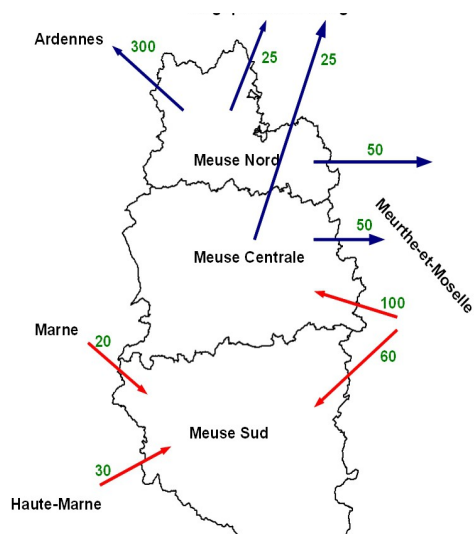 Ardennes
300
25
25
Meuse Nord
50
Meurthe-et-Moselle
50
Meuse Centrale
100
Marne
20
60
Meuse Sud
30
Haute-Marne